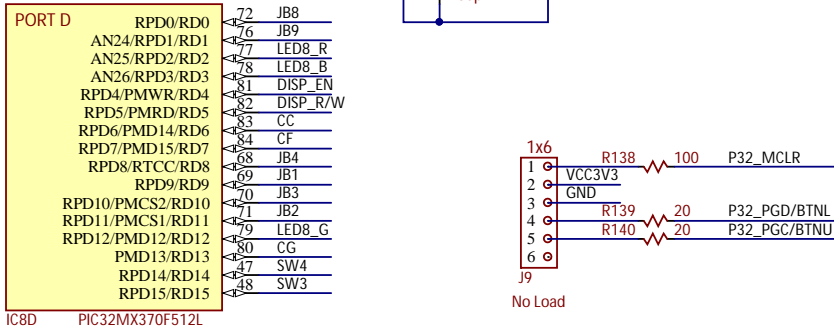 PORT D
RPD0/RD0 72 JB8
AN24/RPD1/RD1 76 JB9
AN25/RPD2/RD2 77 LED8_R
AN26/RPD3/RD3 78 LED8_B
RPD4/PMWR/RD4 81 DISP_EN
RPD5/PMRD/RD5 82 DISP_R/W
RPD6/PMD14/RD6 83 CC
RPD7/PMD15/RD7 84 CF
RPD8/RTCC/RD8 68 JB4
RPD9/RD9 69 JB1
RPD10/PMCS2/RD10 70 JB3
RPD11/PMCS1/RD11 71 JB2
RPD12/PMD12/RD12 79 LED8_G
PMD13/RD13 80 CG
RPD14/RD14 47 SW4
RPD15/RD15 48 SW3
IC8D PIC32MX370F512L
1x6
1 R138 100 P32_MCLR
2 VCC3V3
3 GND
4 R139 20 P32_PGD/BTNL
5 R140 20 P32_PGC/BTNU
6
J9
No Load